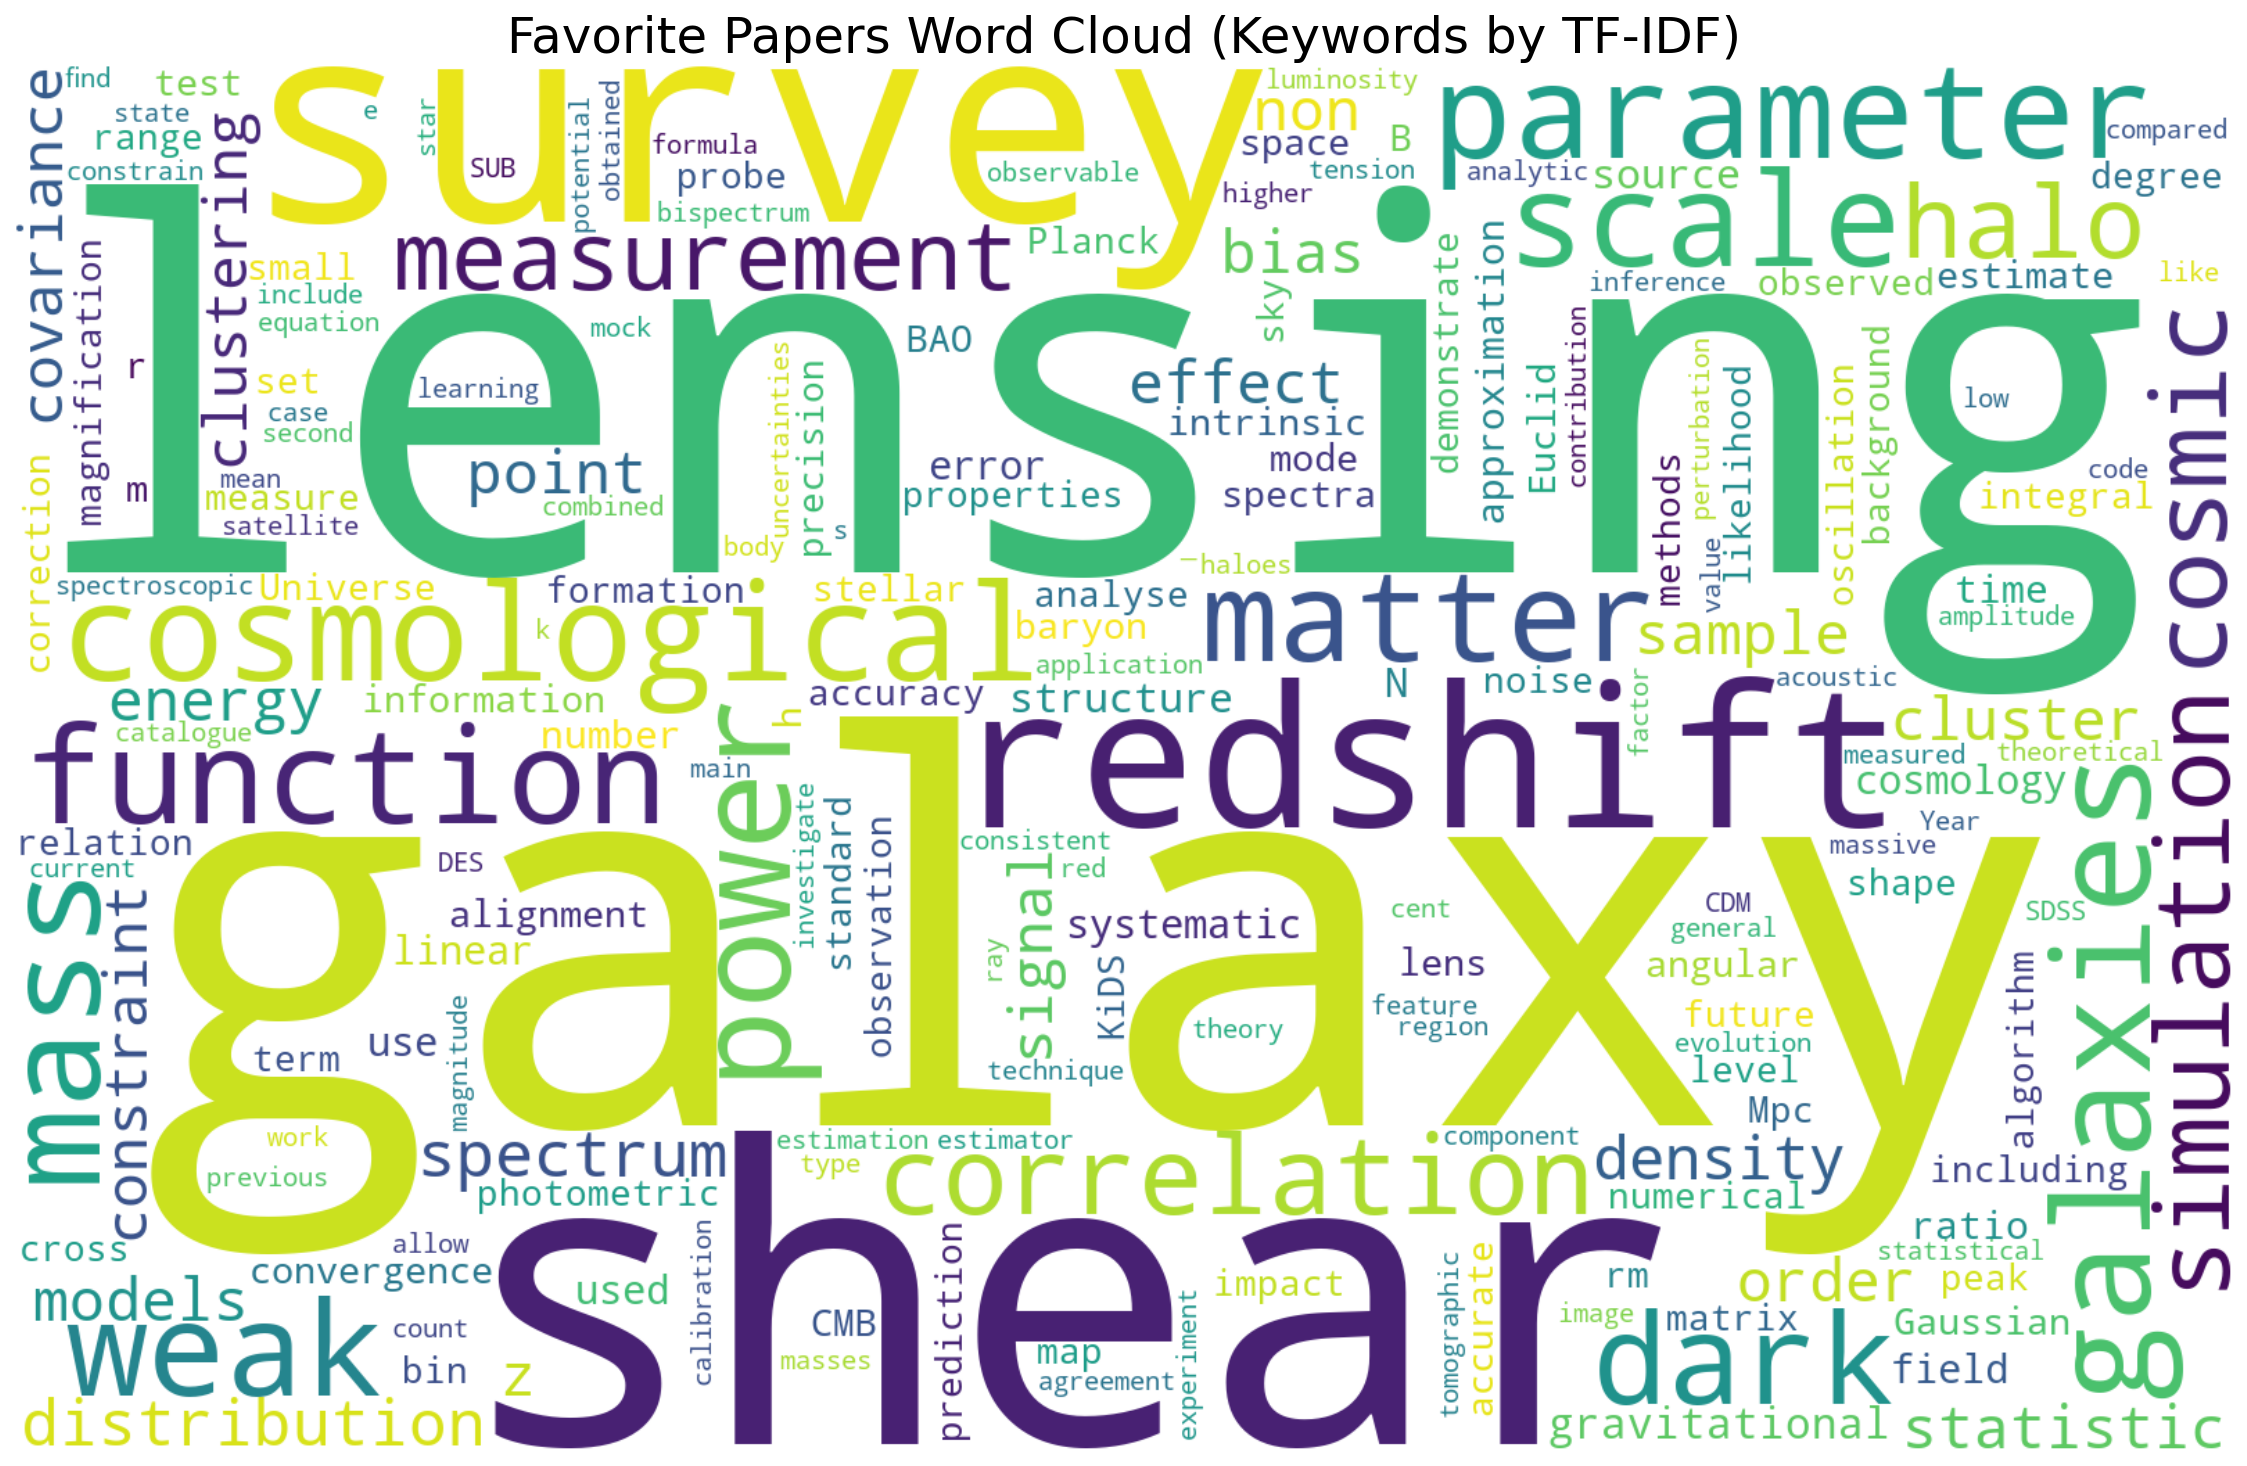 Favorite Papers Word Cloud (Keywords by TF-IDF)
find
test
state
range
constrain
covariance
clustering
survey
e
star
SUB
potential
obtained
formula
probe
bispectrum
observable
luminosity
non
space
B
tension
higher
parameter
compared
analytic
source
degree
measurement
Planck
bias
scale
halo
lensing
magnification
r
m
small
include
equation
set
case
second
mean
measure
satellite
mock
learning
BAO
uncertainties
precision
point
combined
body
s
error
properties
effect
intrinsic
mode
spectra
sky
demonstrate
approximation
Euclid
inference
contribution
observed
estimate
like
methods
perturbation
value
likelihood
oscillation
background
low
code
integral
time
amplitude
cosmic
correction
spectroscopic
Universe
formation
stellar
haloes
analyse
baryon
application
cosmological
k
matter
sample
energy
information
accuracy
structure
N
noise
factor
acoustic
catalogue
number
h
cluster
function
main
power
redshift
measured
theoretical
cosmology
relation
current
DES
investigate
standard
observation
consistent
red
Year
massive
shape
galaxy
mass
constraint
alignment
linear
use
term
magnitude
ray
signal
systematic
KiDS
cent
lens
feature
region
theory
technique
CDM
general
angular
future
evolution
level
Mpc
SDSS
algorithm
galaxies
simulation
work
previous
spectrum
photometric
estimation
estimator
type
correlation
component
density
numerical
including
cross
allow
convergence
ratio
statistical
models
used
calibration
shear
prediction
impact
experiment
tomographic
accurate
rm
order
peak
weak
count
bin
z
CMB
masses
map
agreement
image
matrix
Gaussian
dark
field
distribution
gravitational
statistic